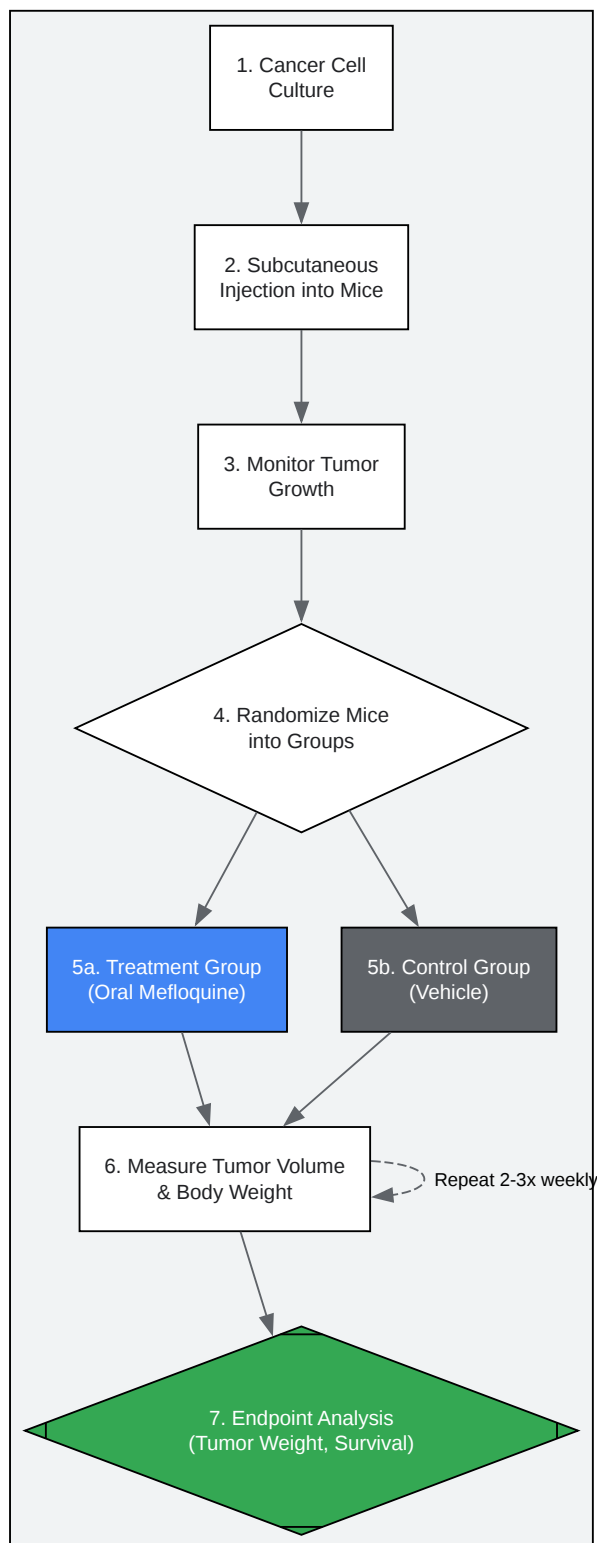 1. Cancer Cell
Culture
2. Subcutaneous
Injection into Mice
3. Monitor Tumor
Growth
4. Randomize Mice
into Groups
5a. Treatment Group
(Oral Mefloquine)
5b. Control Group
(Vehicle)
6. Measure Tumor Volume
& Body Weight
Repeat 2-3x weekly
7. Endpoint Analysis
(Tumor Weight, Survival)